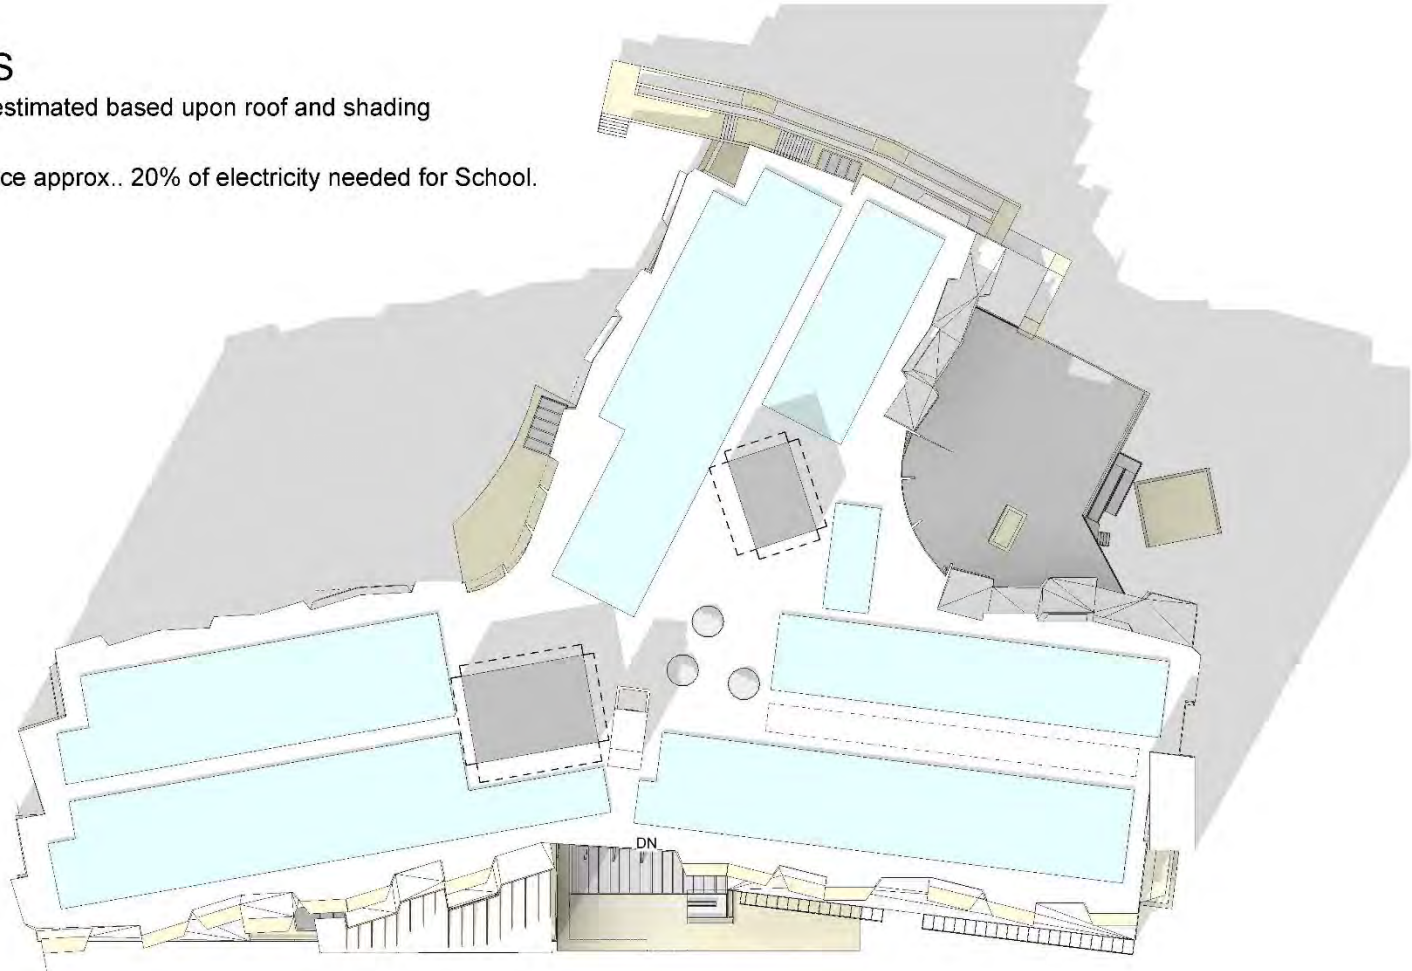 S
estimated based upon roof and shading
ce approx.. 20% of electricity needed for School.
DN